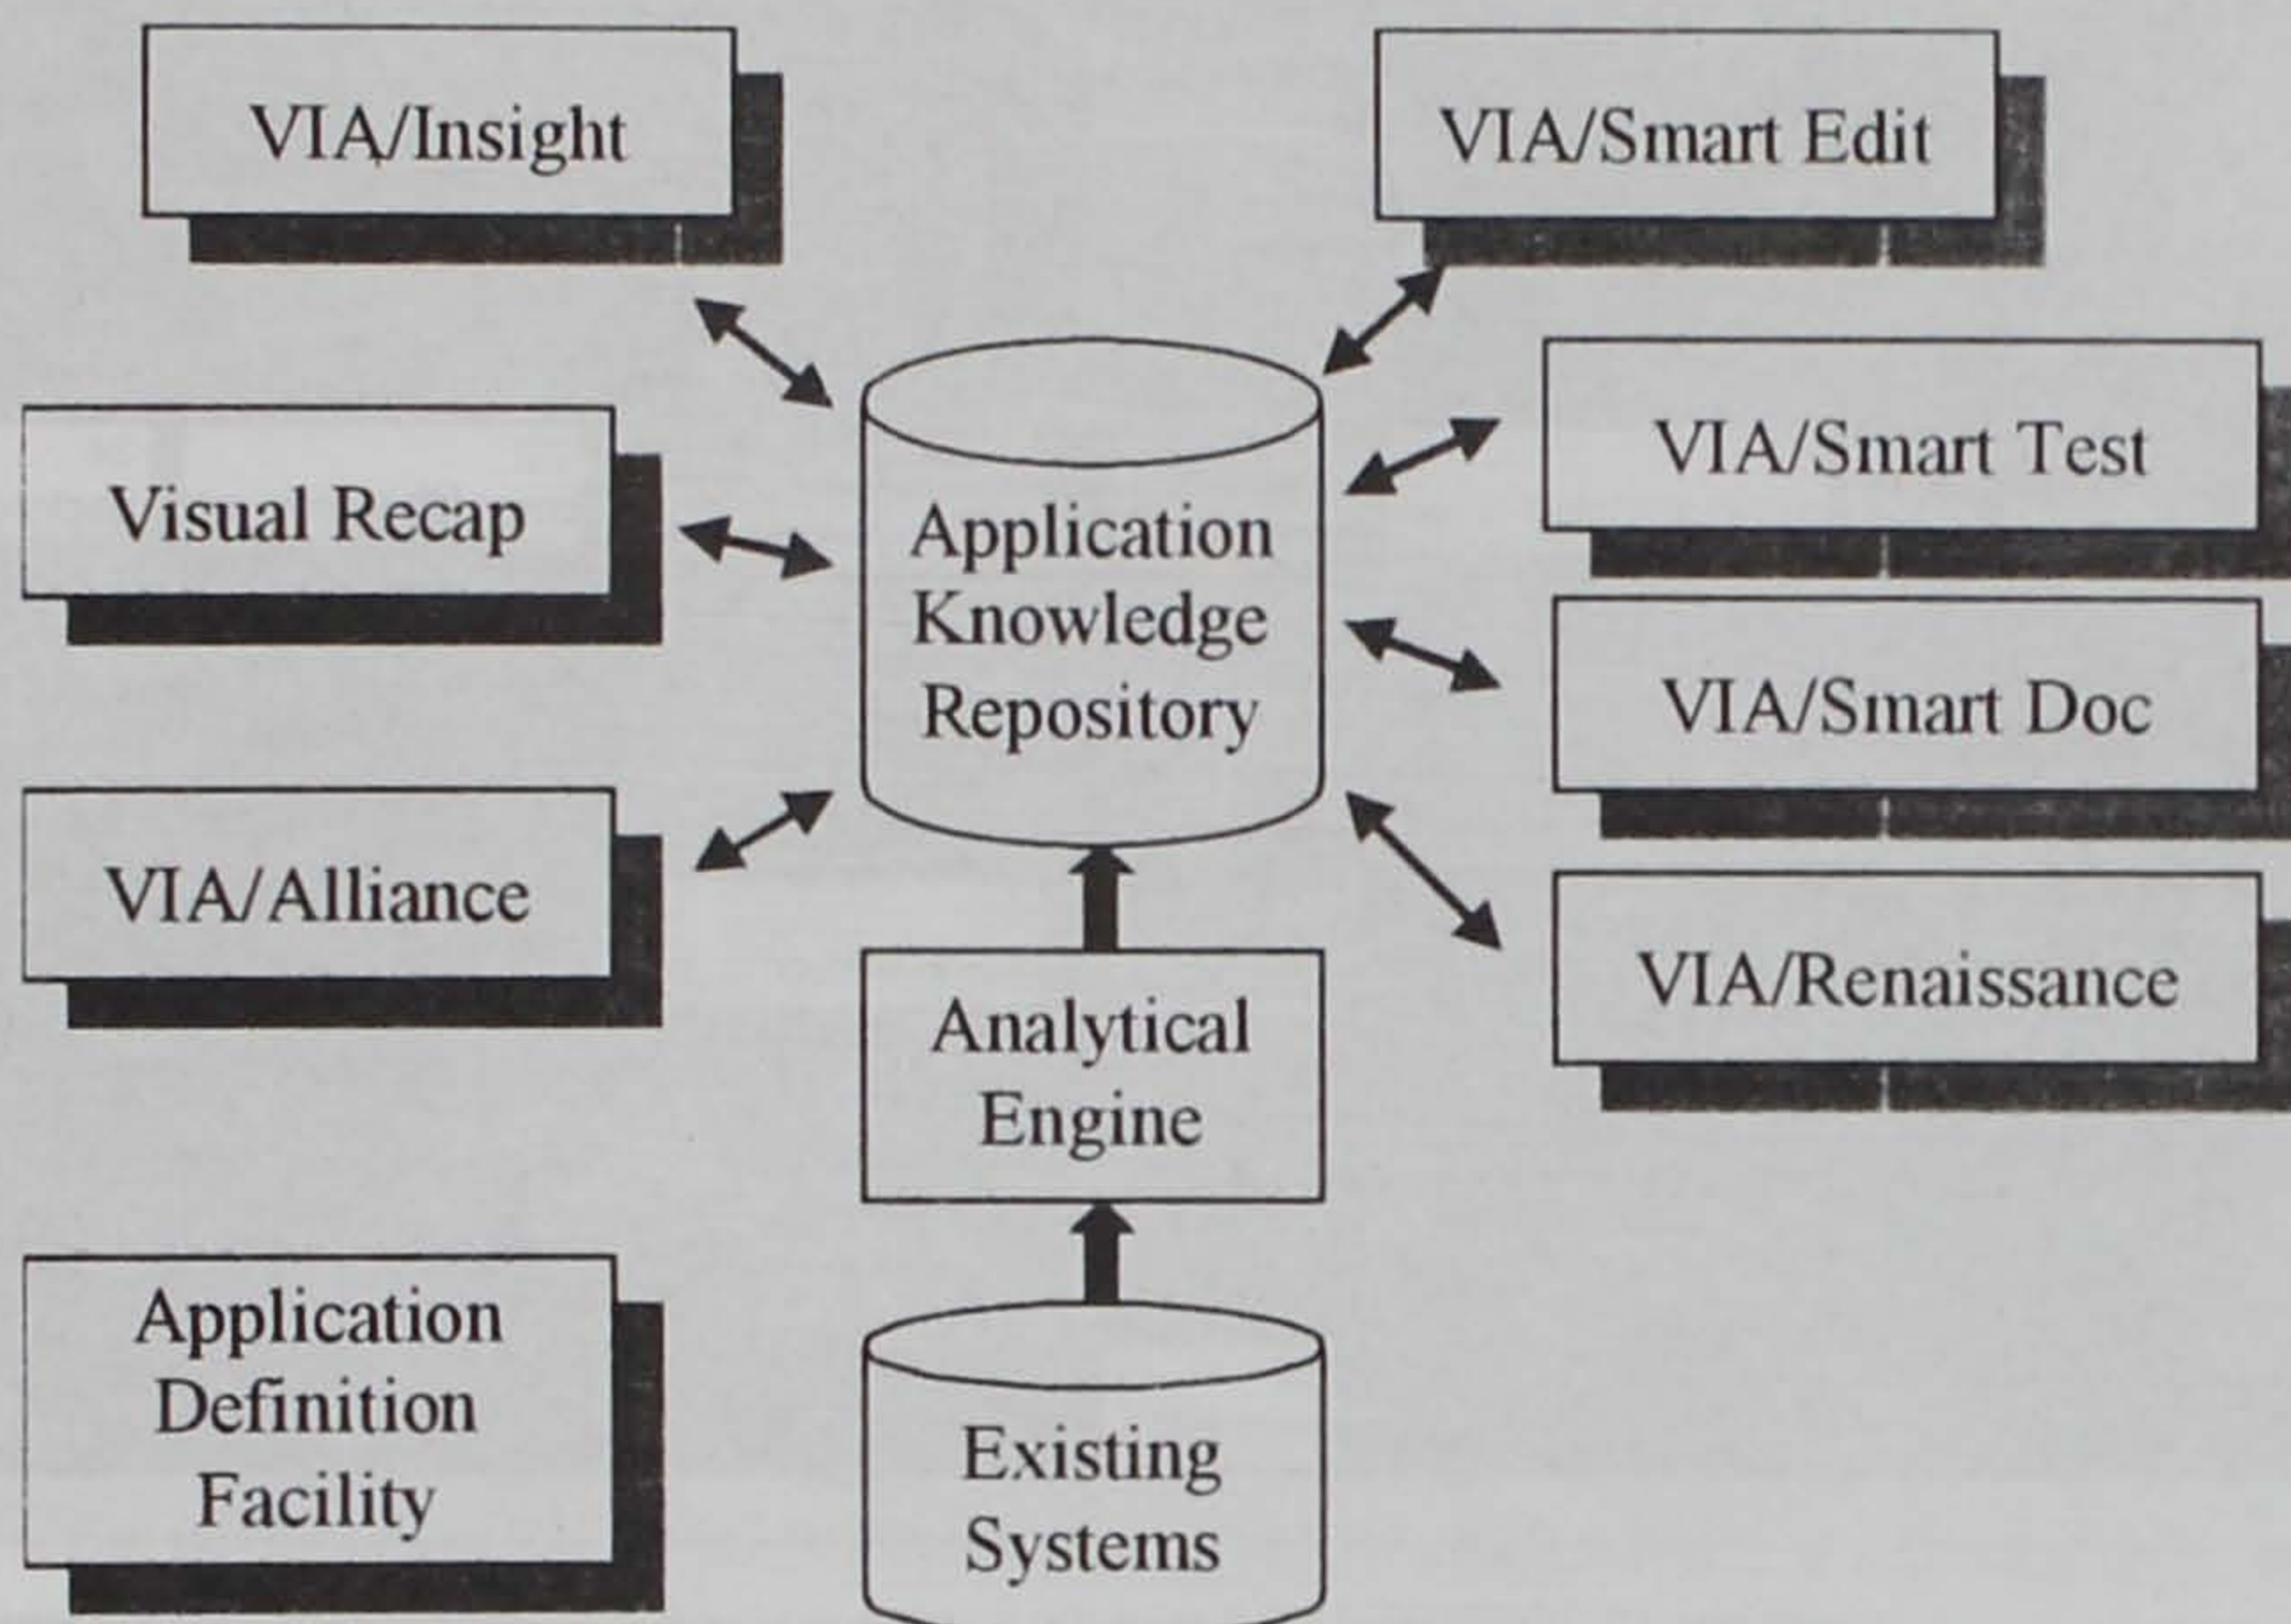 VIA/Insight
VIA/Smart Edit
VIA/Smart Test
Visual Recap
Application
Knowledge
Repository
VIA/Smart Doc
VIA/Alliance
VIA/Renaissance
Analytical
Engine
Application
Definition
Facility
Existing
Systems